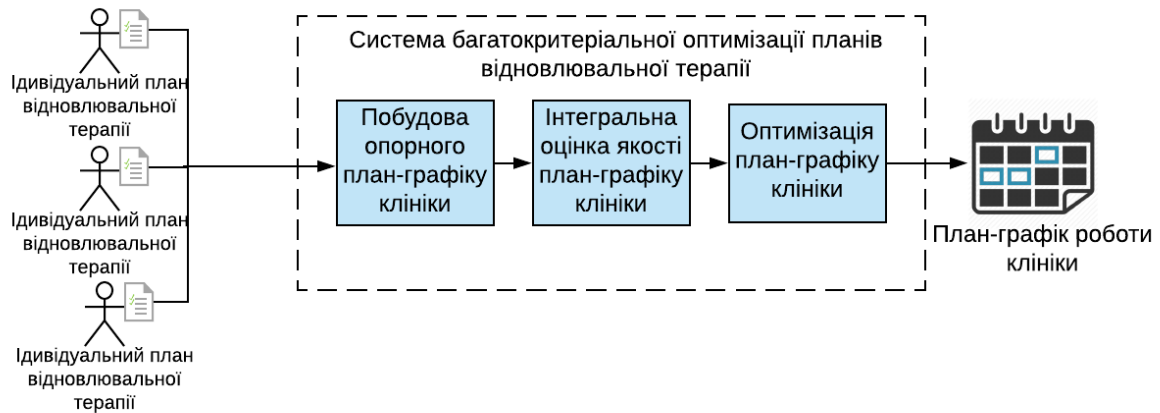 Ідивідуальний план
відновлювальної
терапії
Ідивідуальний план
відновлювальної
терапії
Ідивідуальний план
відновлювальної
терапії
Система багатокритеріальної оптимізації планів
відновлювальної терапії
Побудова
опорного
план-графіку
клініки
Інтегральна
оцінка якості
план-графіку
клініки
Оптимізація
план-графіку
клініки
План-графік роботи
клініки